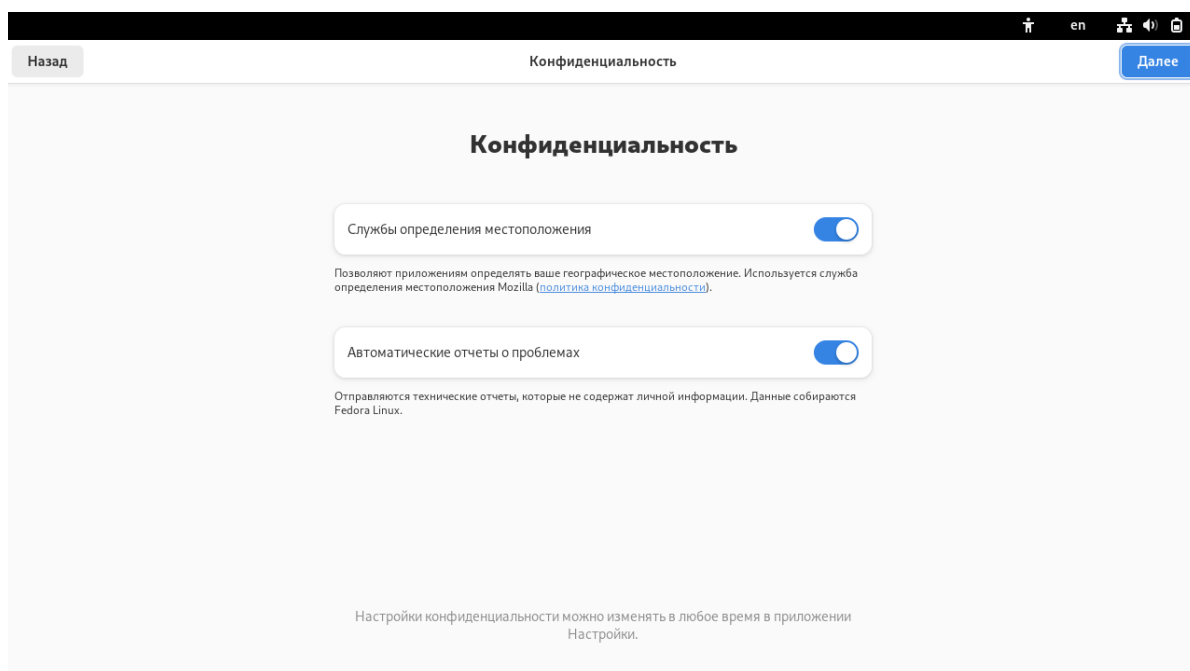 en
Назад
Конфиденциальность
Далее
Конфиденциальность
Службы определения местоположения
Позволяют приложениям определять ваше географическое местоположение. Используется служба
определения местоположения Mozilla (политика конфиденциальности).
Автоматические отчеты о проблемах
Отправляются технические отчеты, которые не содержат личной информации. Данные собираются
Fedora Linux.
Настройки конфиденциальности можно изменять в любое время в приложении
Настройки.